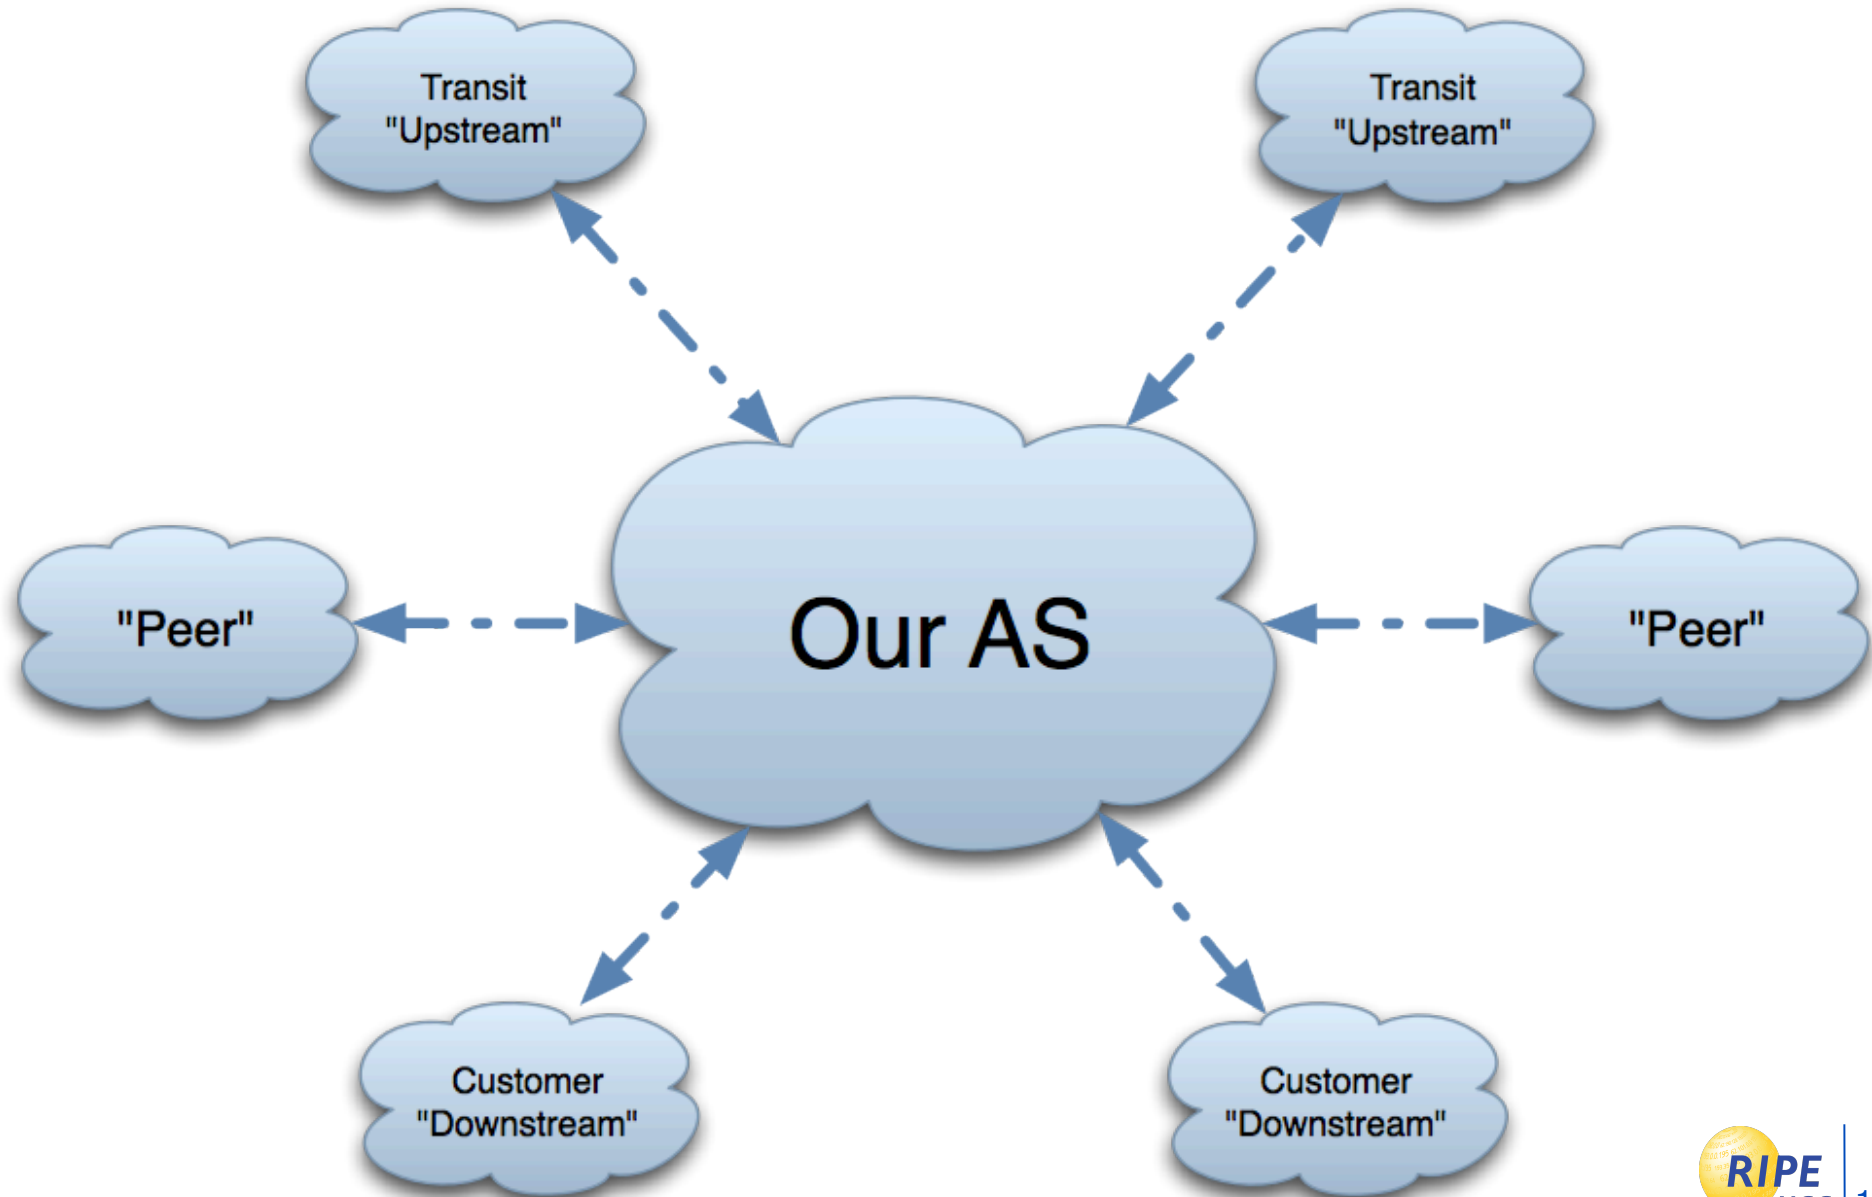 Transit
"Upstream"
Transit
"Upstream"
"Peer"
Our AS
"Peer"
Customer
"Downstream"
Customer
"Downstream"
RIPE